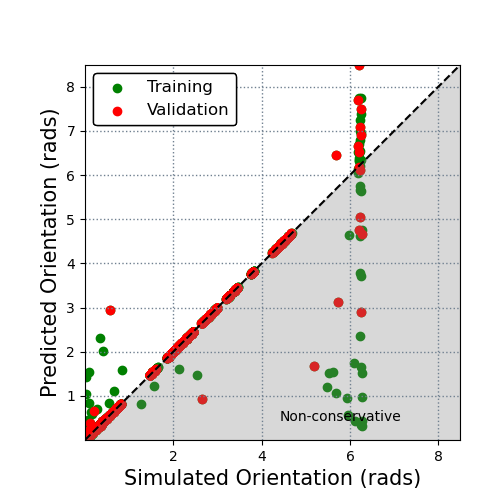 8
7
6
5
4
3
2
1
Predicted Orientation (rads)
Training
Validation
Non-conservative
2 4 6 8
Simulated Orientation (rads)